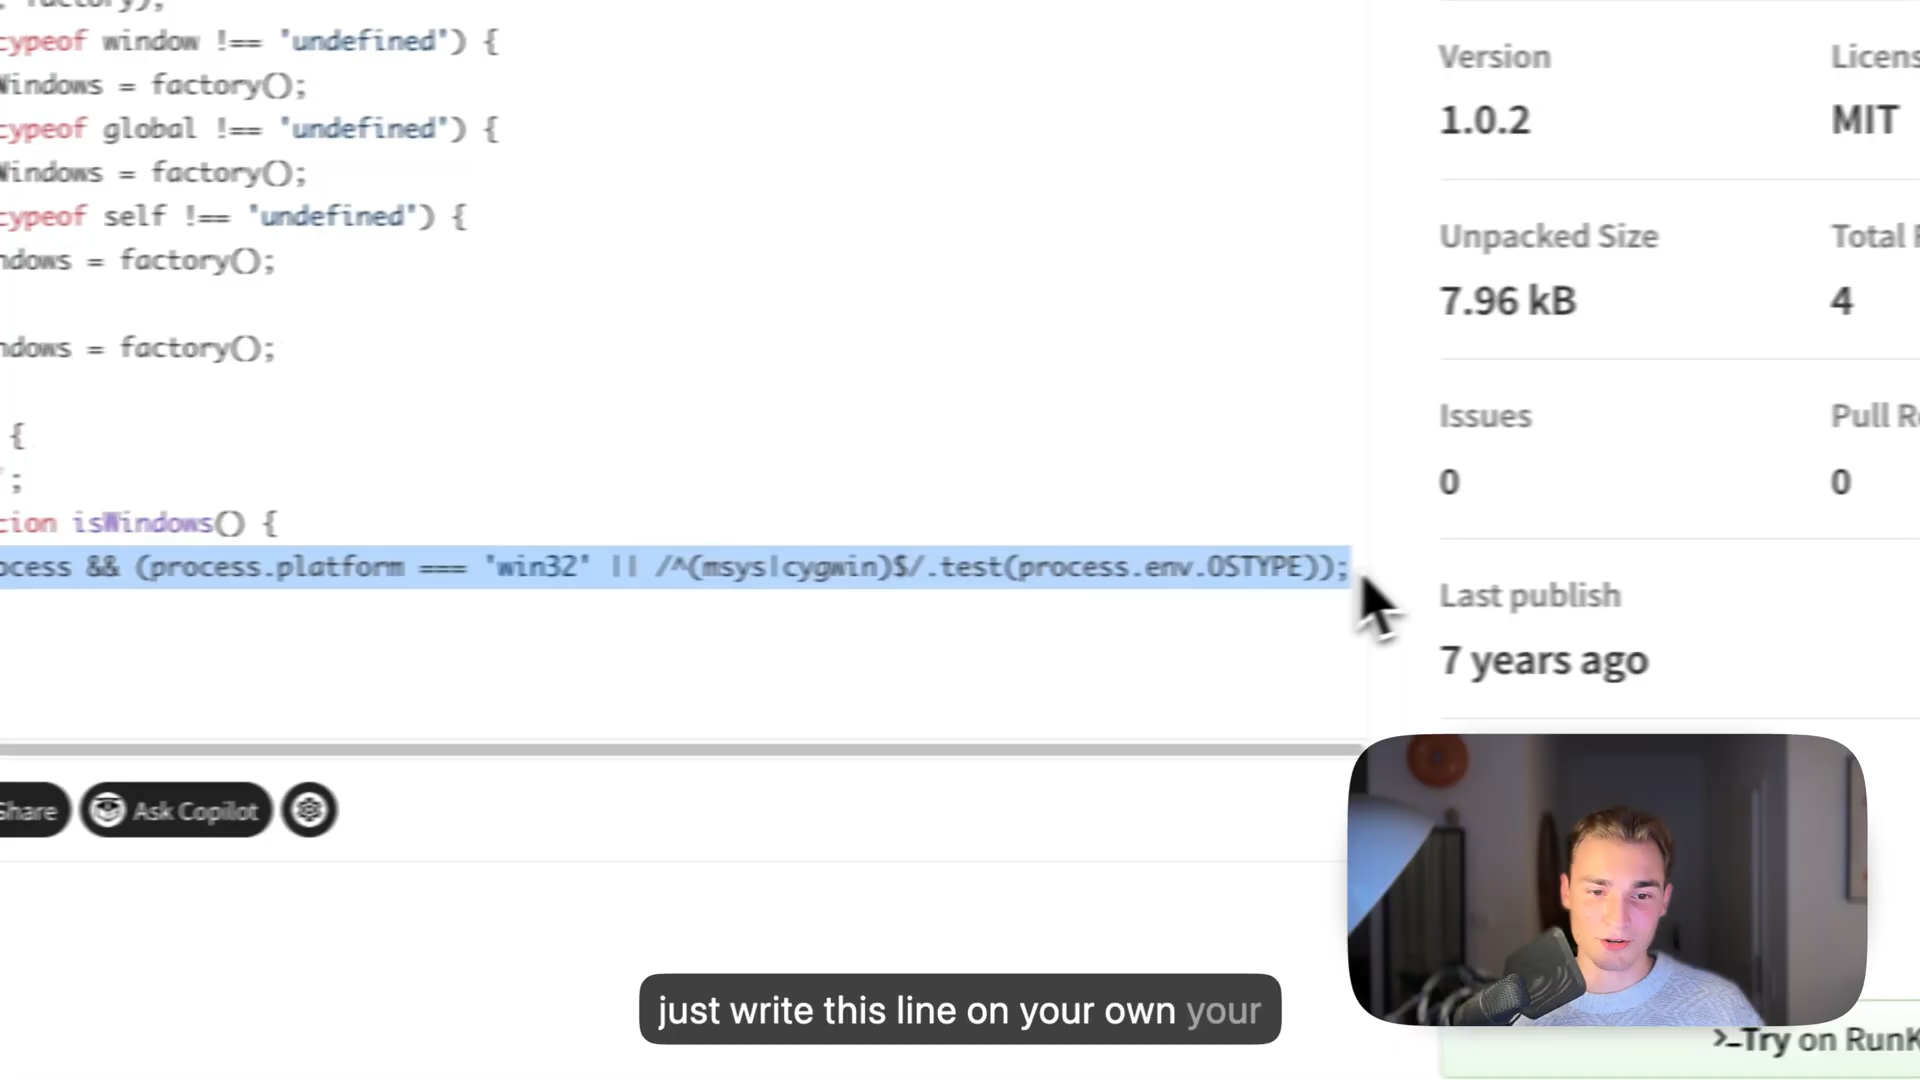 factory);
typeof window !== 'undefined') {
Windows = factory();
typeof global !== 'undefined') {
Windows = factory();
typeof self !== 'undefined') {
ndows = factory();
ndows = factory();
{
';
tion isWindows() {
ocess && (process.platform === 'win32' || /^(msys|cygwin)$/.test(process.env.OSTYPE));
Share
Ask Copilot
Version
Licens
1.0.2
MIT
Unpacked Size
Total F
7.96 kB
4
Issues
Pull Re
0
0
Last publish
7 years ago
>-Try on RunK
just write this line on your own your